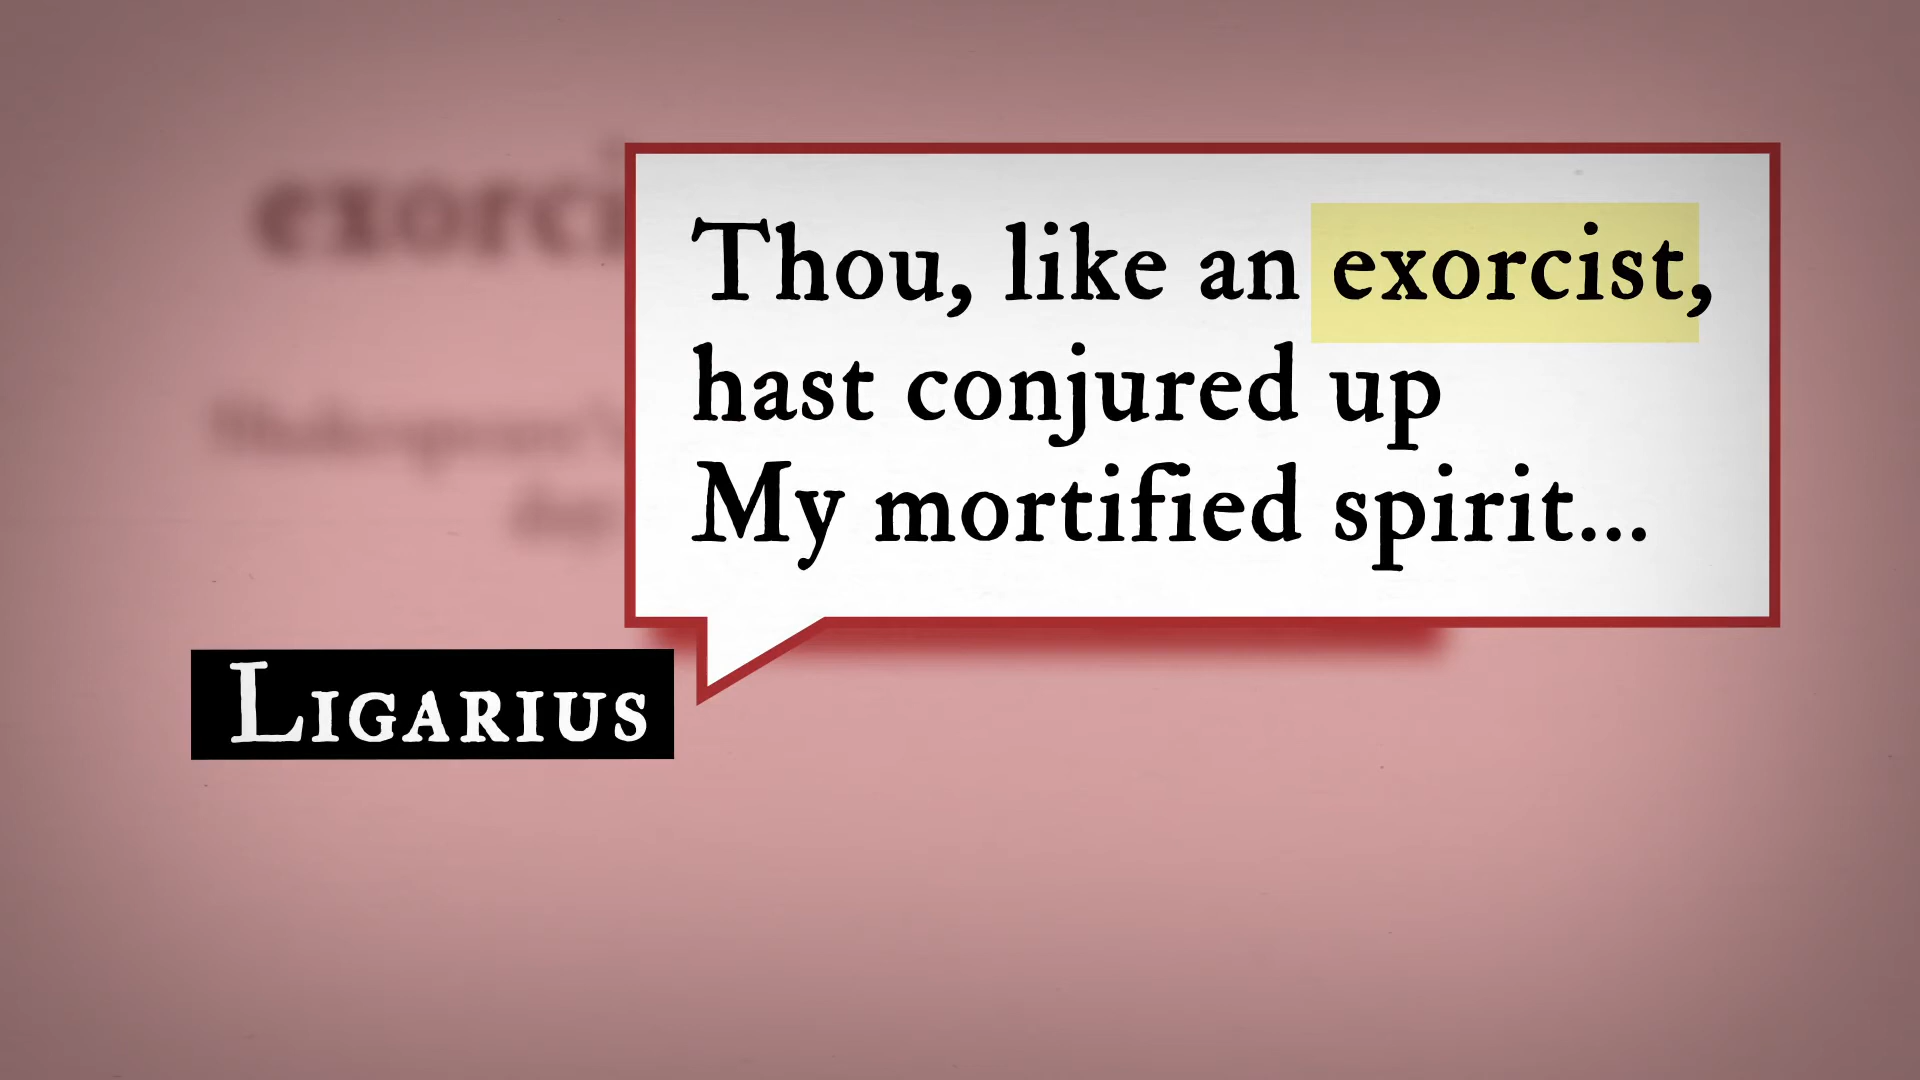 Thou, like an exorcist,
hast conjured up
My mortified spirit...
LIGARIUS